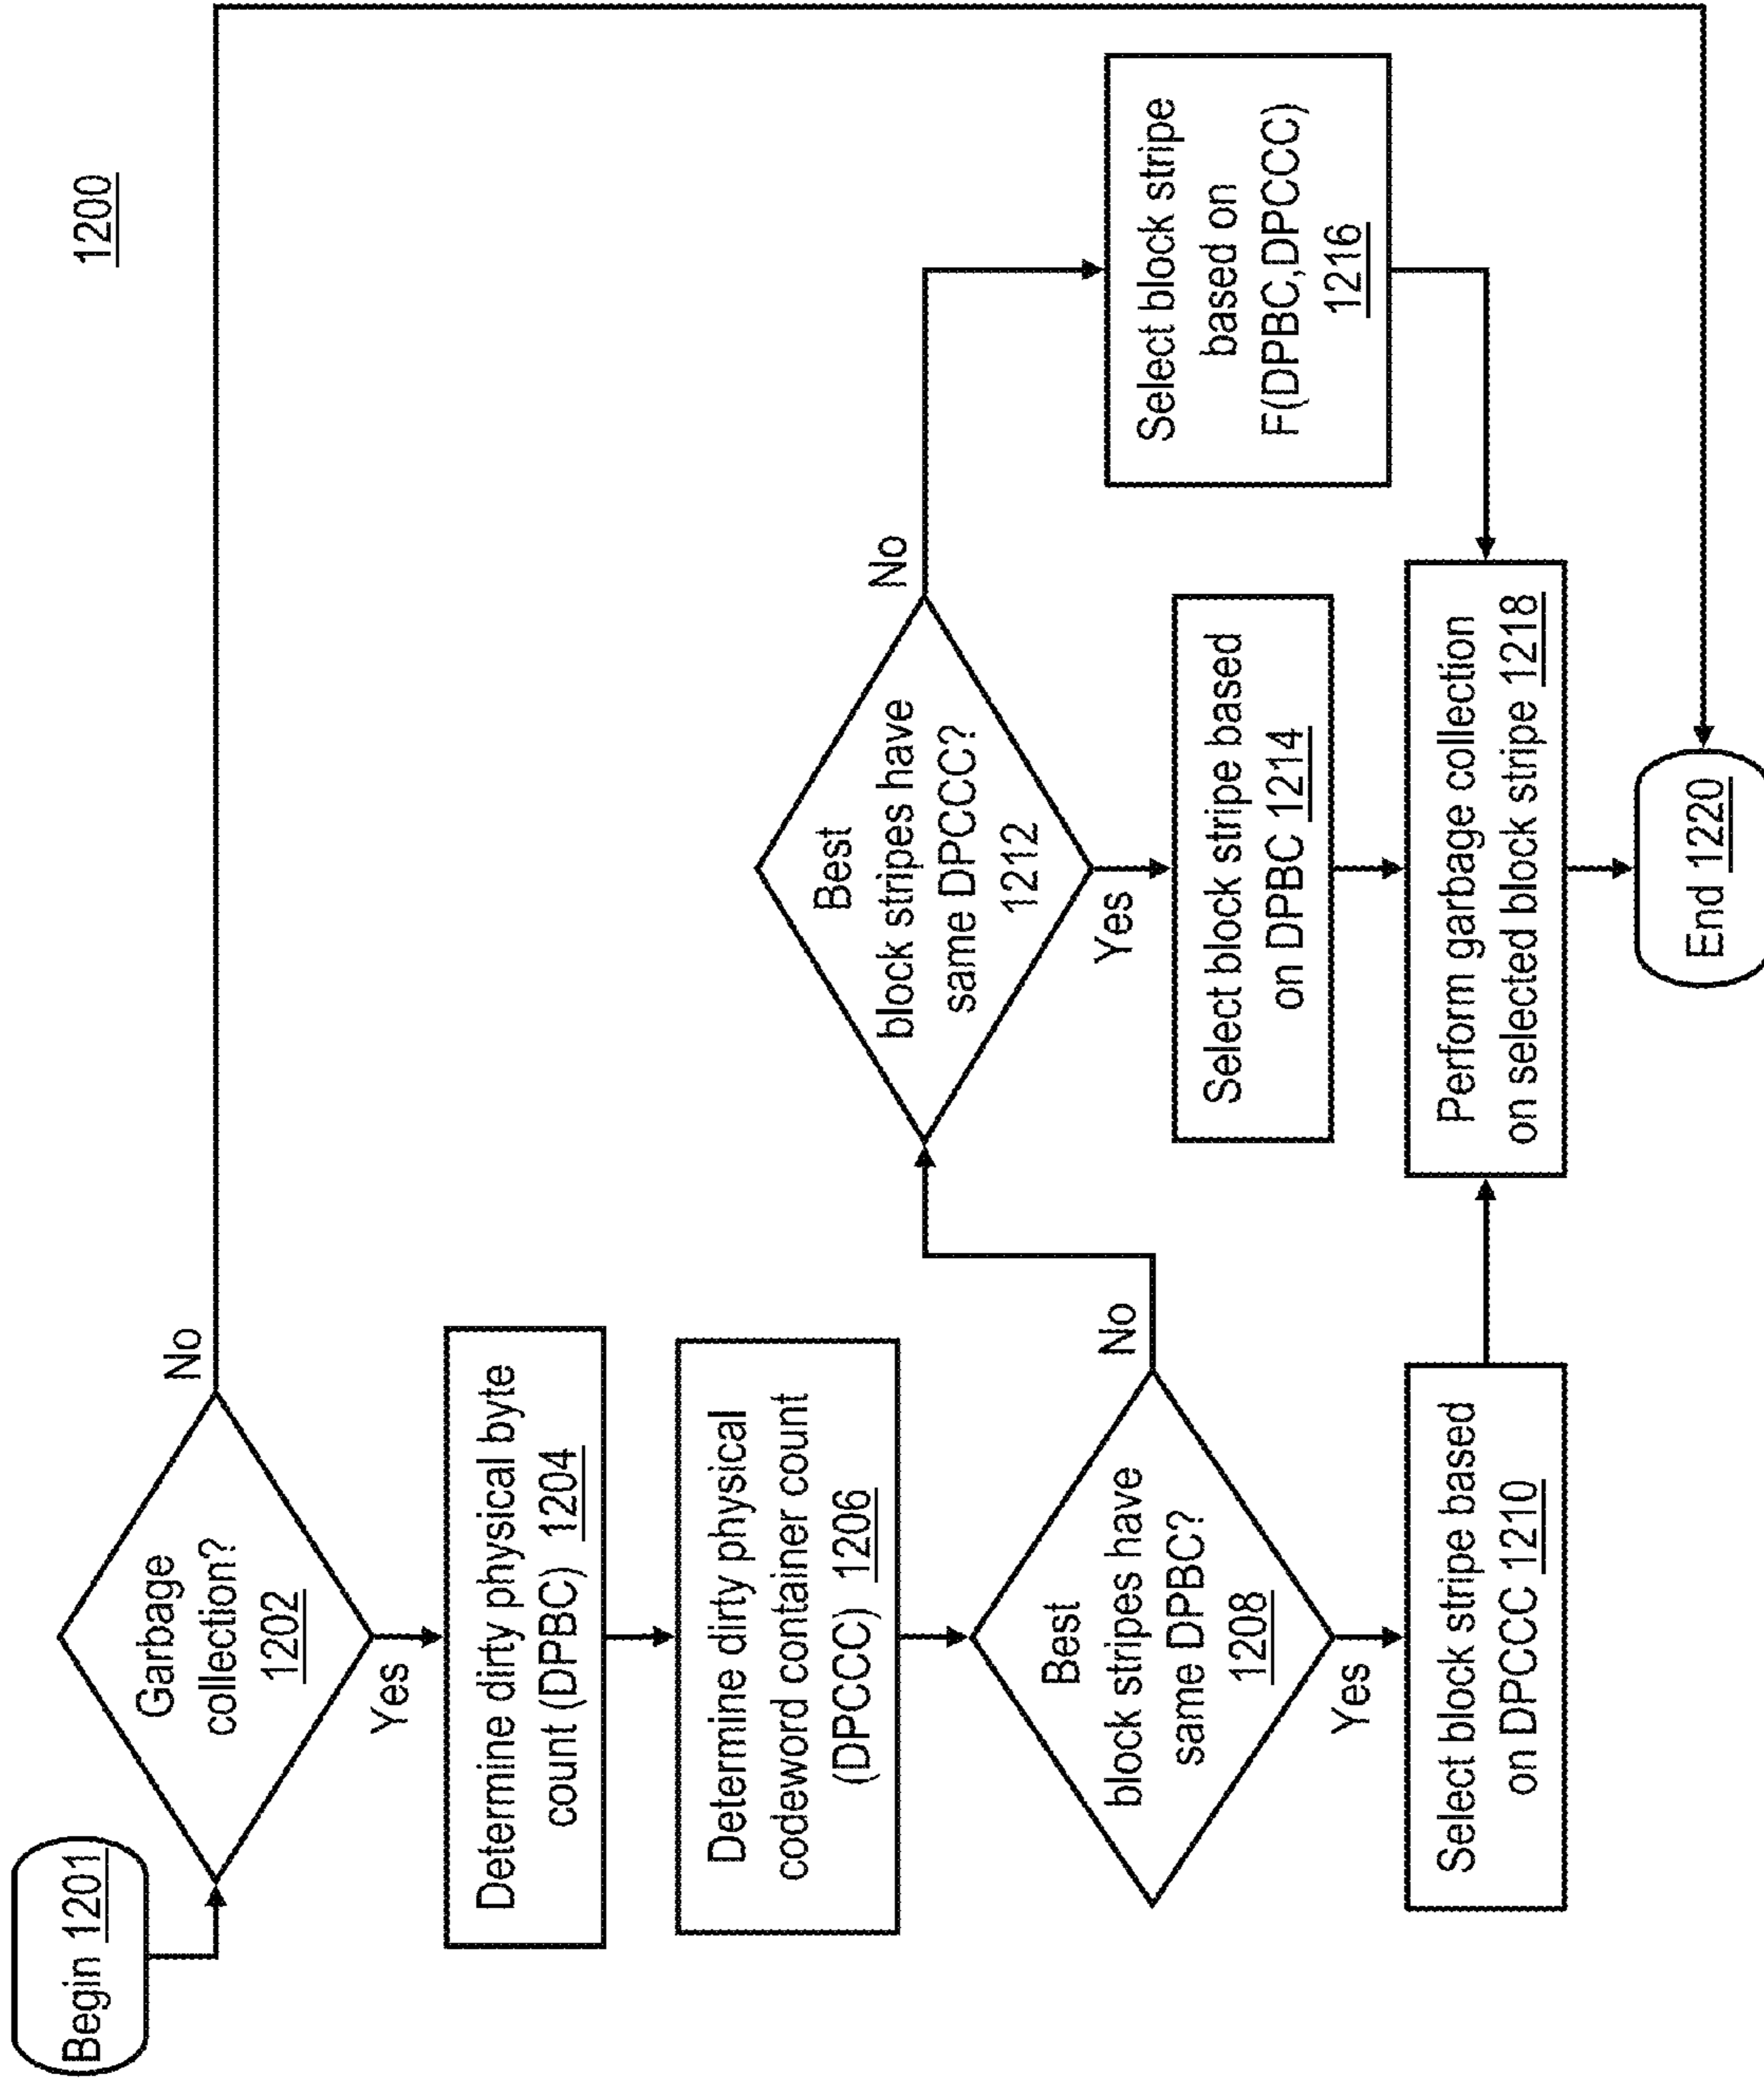 1200
Begin 1201
Garbage
collection?
1202
No
Yes
Determine dirty physical byte
count (DPBC) 1204
Determine dirty physical
codeword container count
(DPCCC) 1206
Best
block stripes have
same DPBC?
1208
No
Yes
Select block stripe based
on DPCCC 1210
Best
block stripes have
same DPCCC?
1212
No
Yes
Select block stripe based
on DPBC 1214
Select block stripe
based on
F(DPBC,DPCCC)
1216
Perform garbage collection
on selected block stripe 1218
End 1220